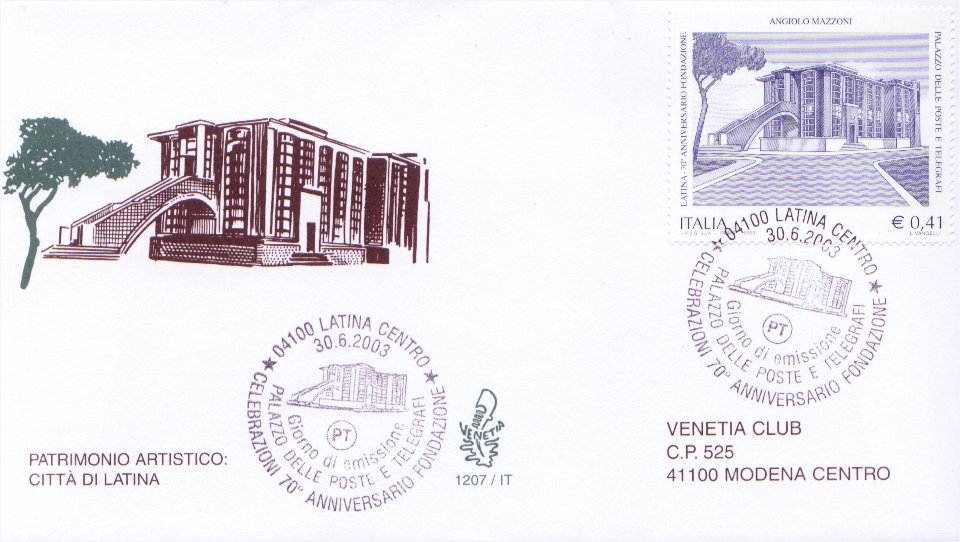 ANGIOLO MAZZONI
LATINA - 70° ANNIVERSARIO FONDAZIONE
PALAZZO DELLE POSTE E TELEGRAFI
ITALIA € 0,41
L. VANGELLI
04100 LATINA CENTRO
30.6.2003
Giorno di emissione
PT
PALAZZO DELLE POSTE E TELEGRAFI
CELEBRAZIONI 70° ANNIVERSARIO FONDAZIONE
04100 LATINA CENTRO
30.6.2003
Giorno di emissione
PT
PALAZZO DELLE POSTE E TELEGRAFI
CELEBRAZIONI 70° ANNIVERSARIO FONDAZIONE
VENETIA
1207 / IT
PATRIMONIO ARTISTICO:
CITTÀ DI LATINA
VENETIA CLUB
C.P. 525
41100 MODENA CENTRO